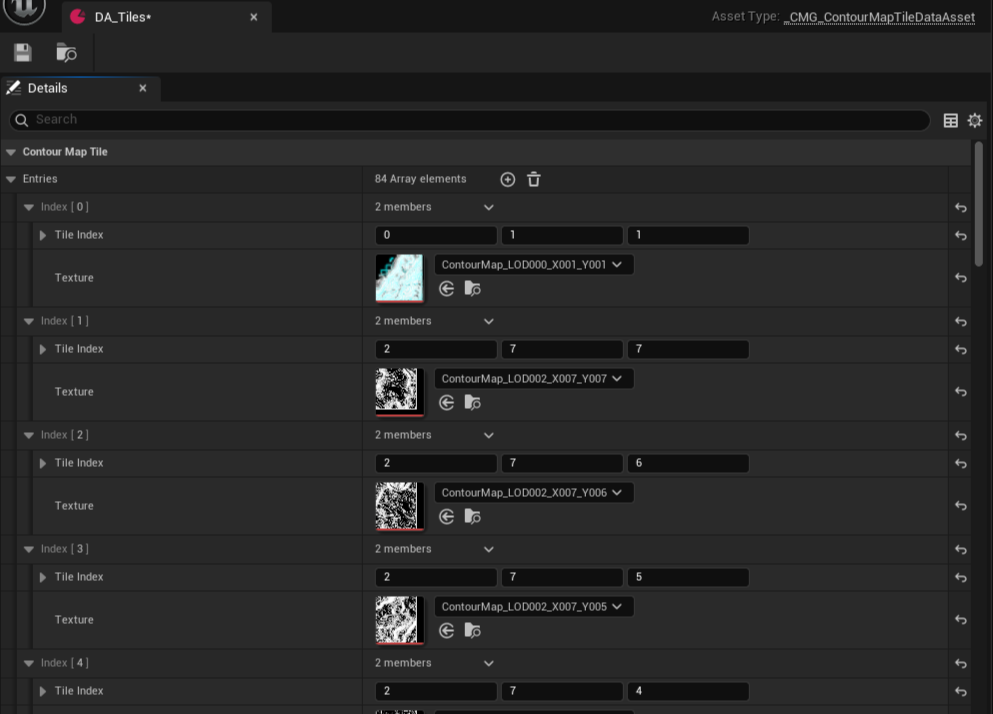 DA_Tiles*
Asset Type: _CMG_ContourMapTileDataAsset
Details
Search
Contour Map Tile
Entries 84 Array elements
Index [ 0 ] 2 members
Tile Index 0 1 1
Texture ContourMap_LOD000_X001_Y001
Index [ 1 ] 2 members
Tile Index 2 7 7
Texture ContourMap_LOD002_X007_Y007
Index [ 2 ] 2 members
Tile Index 2 7 6
Texture ContourMap_LOD002_X007_Y006
Index [ 3 ] 2 members
Tile Index 2 7 5
Texture ContourMap_LOD002_X007_Y005
Index [ 4 ] 2 members
Tile Index 2 7 4